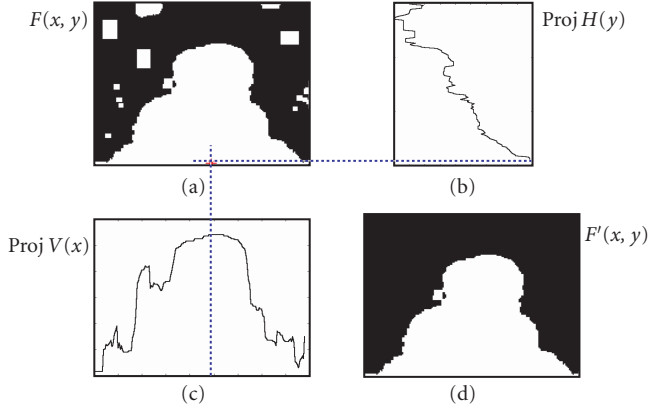 F(x, y)
Proj H(y)
(a)
(b)
Proj V(x)
F′(x, y)
(c)
(d)